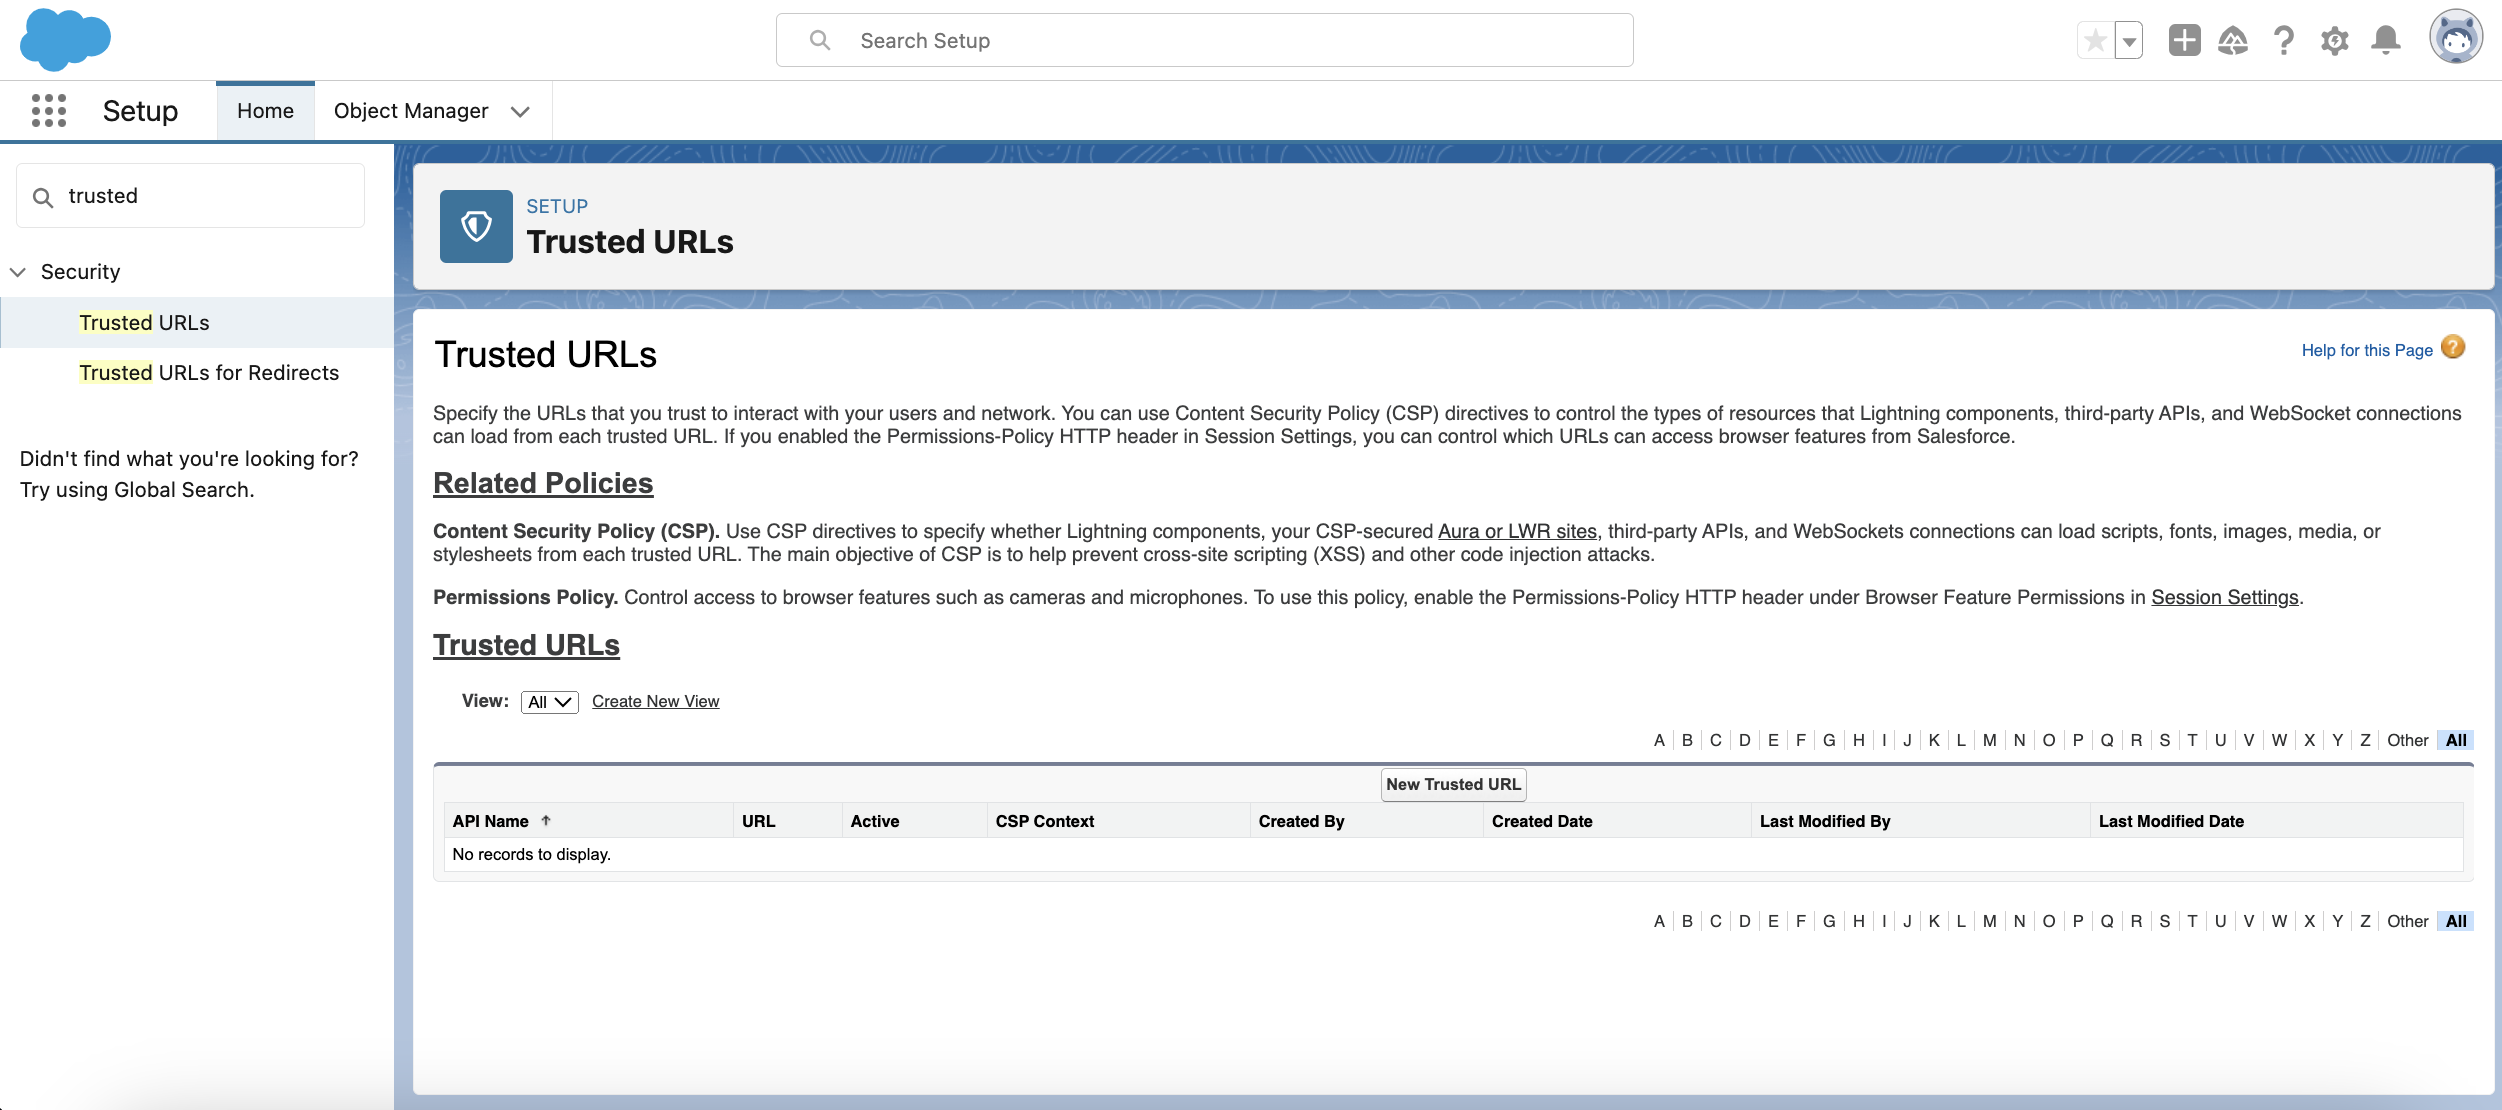 Search Setup
Setup
Home
Object Manager
trusted
Security
Trusted URLs
Trusted URLs for Redirects
Didn't find what you're looking for?
Try using Global Search.
SETUP
Trusted URLs
Trusted URLs
Help for this Page
Specify the URLs that you trust to interact with your users and network. You can use Content Security Policy (CSP) directives to control the types of resources that Lightning components, third-party APIs, and WebSocket connections
can load from each trusted URL. If you enabled the Permissions-Policy HTTP header in Session Settings, you can control which URLs can access browser features from Salesforce.
Related Policies
Content Security Policy (CSP). Use CSP directives to specify whether Lightning components, your CSP-secured Aura or LWR sites, third-party APIs, and WebSockets connections can load scripts, fonts, images, media, or
stylesheets from each trusted URL. The main objective of CSP is to help prevent cross-site scripting (XSS) and other code injection attacks.
Permissions Policy. Control access to browser features such as cameras and microphones. To use this policy, enable the Permissions-Policy HTTP header under Browser Feature Permissions in Session Settings.
Trusted URLs
View: All Create New View
A B C D E F G H I J K L M N O P Q R S T U V W X Y Z Other All
New Trusted URL
API Name ↑ URL Active CSP Context Created By Created Date Last Modified By Last Modified Date
No records to display.
A B C D E F G H I J K L M N O P Q R S T U V W X Y Z Other All